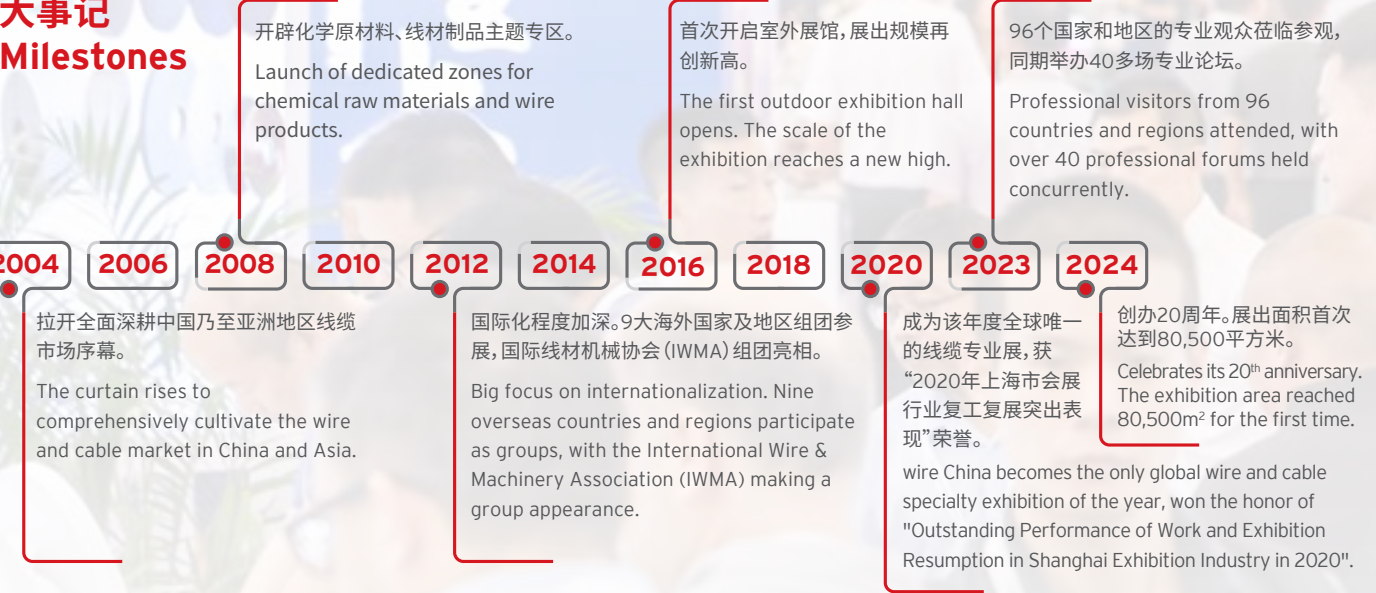 大事记
Milestones
开辟化学原材料、线材制品主题专区。
Launch of dedicated zones for
chemical raw materials and wire
products.
首次开启室外展馆，展出规模再
创新高。
The first outdoor exhibition hall
opens. The scale of the
exhibition reaches a new high.
96个国家和地区的专业观众莅临参观，
同期举办40多场专业论坛。
Professional visitors from 96
countries and regions attended, with
over 40 professional forums held
concurrently.
2004 2006 2008 2010 2012 2014 2016 2018 2020 2023 2024
拉开全面深耕中国乃至亚洲地区线缆
市场序幕。
The curtain rises to
comprehensively cultivate the wire
and cable market in China and Asia.
国际化程度加深。9大海外国家及地区组团参
展，国际线材机械协会（IWMA）组团亮相。
Big focus on internationalization. Nine
overseas countries and regions participate
as groups, with the International Wire &
Machinery Association (IWMA) making a
group appearance.
成为该年度全球唯一
的线缆专业展，获
“2020年上海市会展
行业复工复展突出表
现”荣誉。
wire China becomes the only global wire and cable
specialty exhibition of the year, won the honor of
"Outstanding Performance of Work and Exhibition
Resumption in Shanghai Exhibition Industry in 2020".
创办20周年。展出面积首次
达到80,500平方米。
Celebrates its 20th anniversary.
The exhibition area reached
80,500m² for the first time.